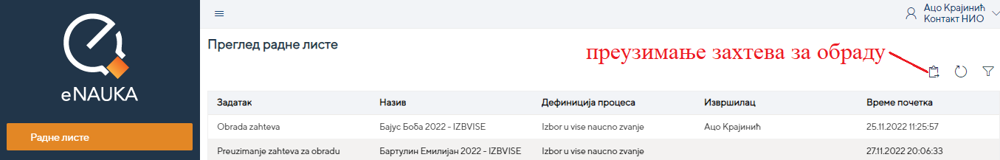 Ацо Крајинић
Контакт НИО
Преглед радне листе
преузимање захтева за обраду
eNAUKA
Радне листе
Задатак Назив Дефиниција процеса Извршилац Време почетка
Obrada zahteva Бајус Боба 2022 - IZBVISE Izbor u vise naucno zvanje Ацо Крајинић 25.11.2022 11:25:57
Preuzimanje zahteva za obradu Бартулин Емилијан 2022 - IZBVISE Izbor u vise naucno zvanje 27.11.2022 20:06:33